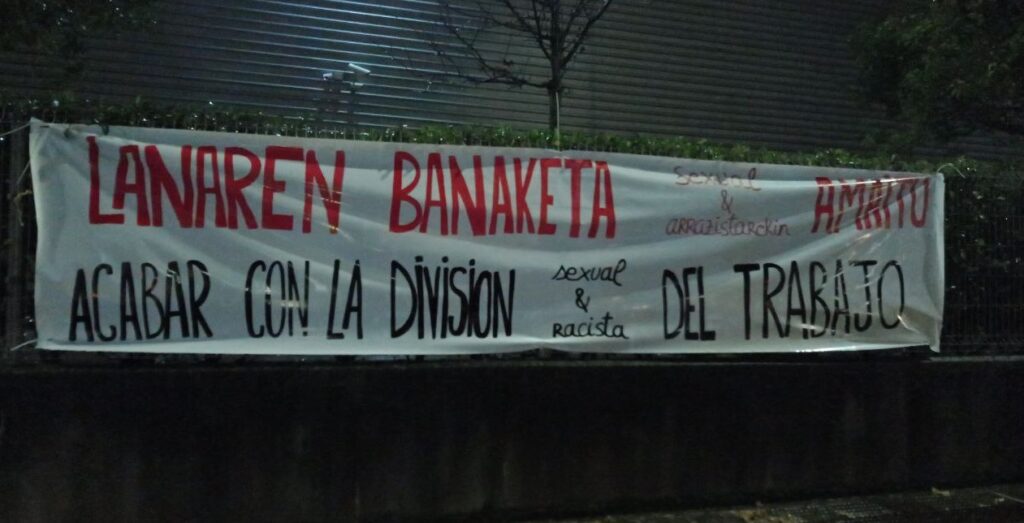 LANAREN BANAKETA sexual & arrazistarekin AMAITU
ACABAR CON LA DIVISION sexual & racista DEL TRABAJO